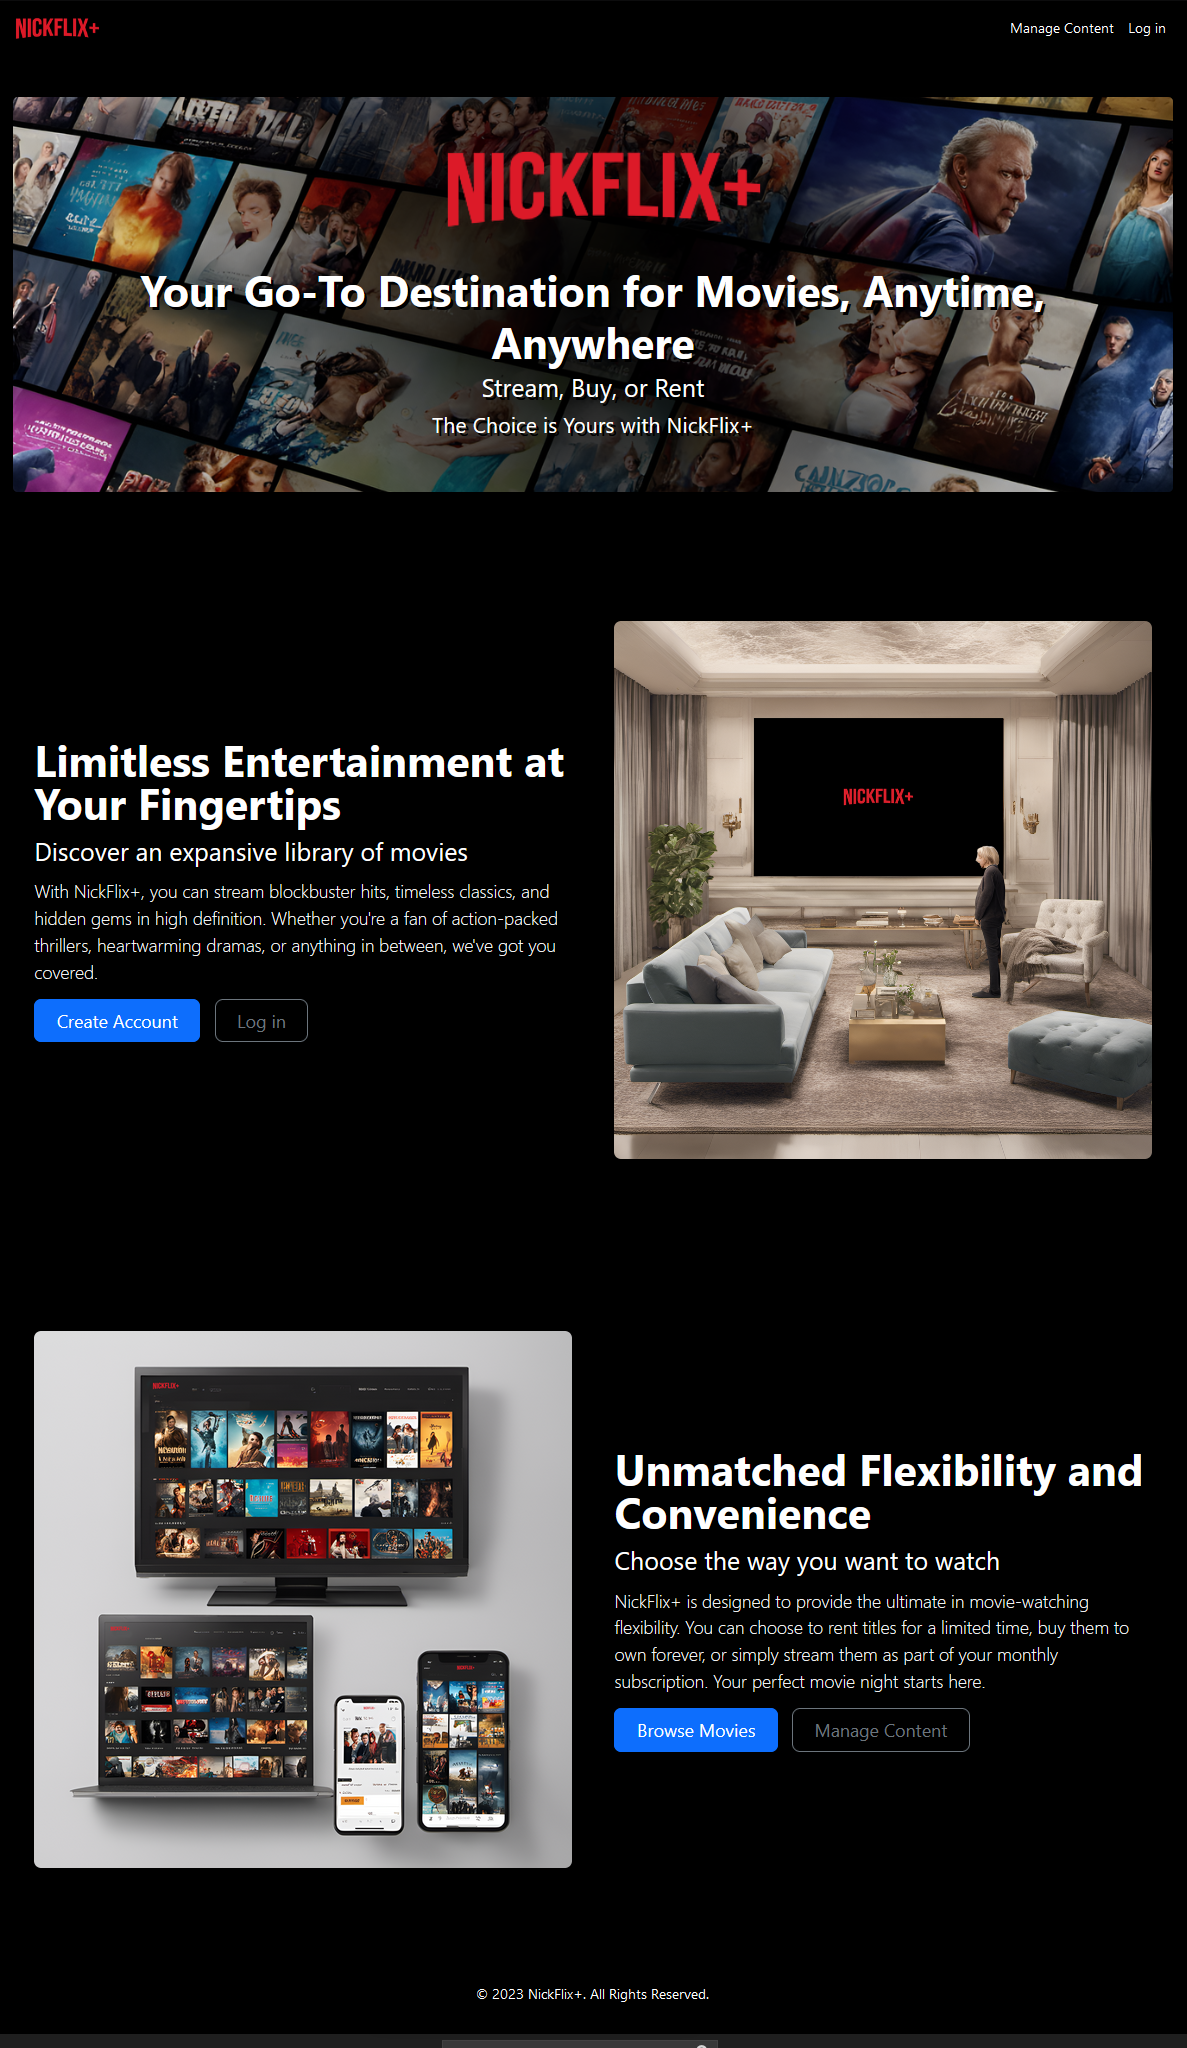 NICKFLIX+
Manage Content
Log in
NICKFLIX+
Your Go-To Destination for Movies, Anytime,
Anywhere
Stream, Buy, or Rent
The Choice is Yours with NickFlix+
NICKFLIX+
Limitless Entertainment at
Your Fingertips
Discover an expansive library of movies
With NickFlix+, you can stream blockbuster hits, timeless classics, and
hidden gems in high definition. Whether you're a fan of action-packed
thrillers, heartwarming dramas, or anything in between, we've got you
covered.
Create Account
Log in
NICKFLIX+
Unmatched Flexibility and
Convenience
Choose the way you want to watch
NickFlix+ is designed to provide the ultimate in movie-watching
flexibility. You can choose to rent titles for a limited time, buy them to
own forever, or simply stream them as part of your monthly
subscription. Your perfect movie night starts here.
Browse Movies
Manage Content
© 2023 NickFlix+. All Rights Reserved.